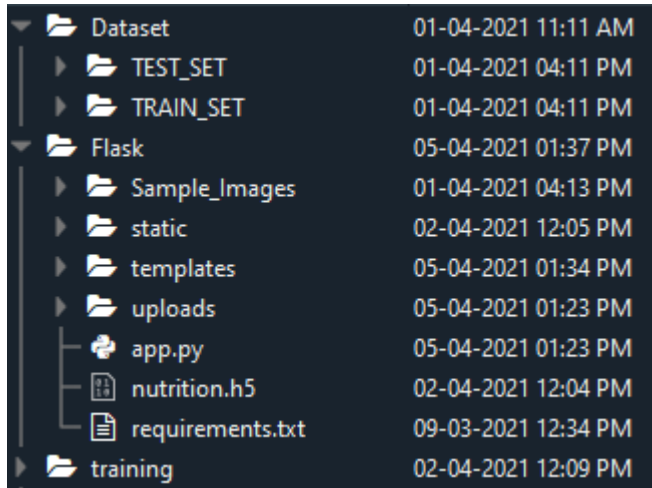 Dataset 01-04-2021 11:11 AM
TEST_SET 01-04-2021 04:11 PM
TRAIN_SET 01-04-2021 04:11 PM
Flask 05-04-2021 01:37 PM
Sample_Images 01-04-2021 04:13 PM
static 02-04-2021 12:05 PM
templates 05-04-2021 01:34 PM
uploads 05-04-2021 01:23 PM
app.py 05-04-2021 01:23 PM
nutrition.h5 02-04-2021 12:04 PM
requirements.txt 09-03-2021 12:34 PM
training 02-04-2021 12:09 PM